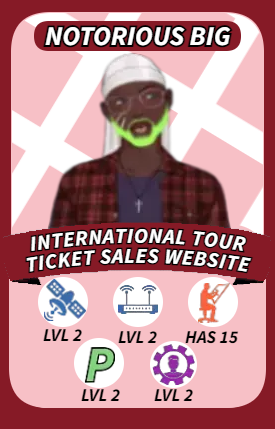 NOTORIOUS BIG
INTERNATIONAL TOUR
TICKET SALES WEBSITE
LVL 2
LVL 2
HAS 15
P
LVL 2
LVL 2